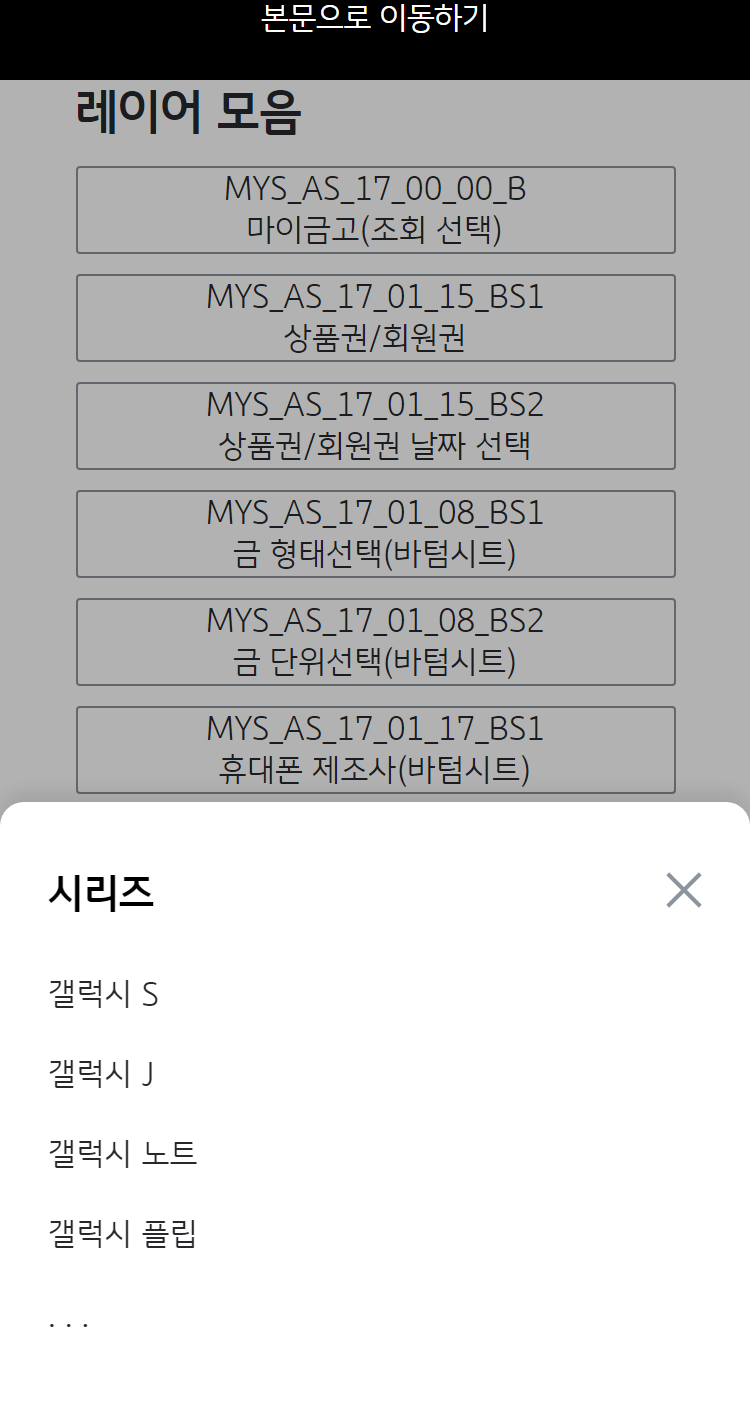 본문으로 이동하기
레이어 모음
MYS_AS_17_00_00_B
마이금고(조회 선택)
MYS_AS_17_01_15_BS1
상품권/회원권
MYS_AS_17_01_15_BS2
상품권/회원권 날짜 선택
MYS_AS_17_01_08_BS1
금 형태선택(바텀시트)
MYS_AS_17_01_08_BS2
금 단위선택(바텀시트)
MYS_AS_17_01_17_BS1
휴대폰 제조사(바텀시트)
시리즈
갤럭시 S
갤럭시 J
갤럭시 노트
갤럭시 플립
. . .